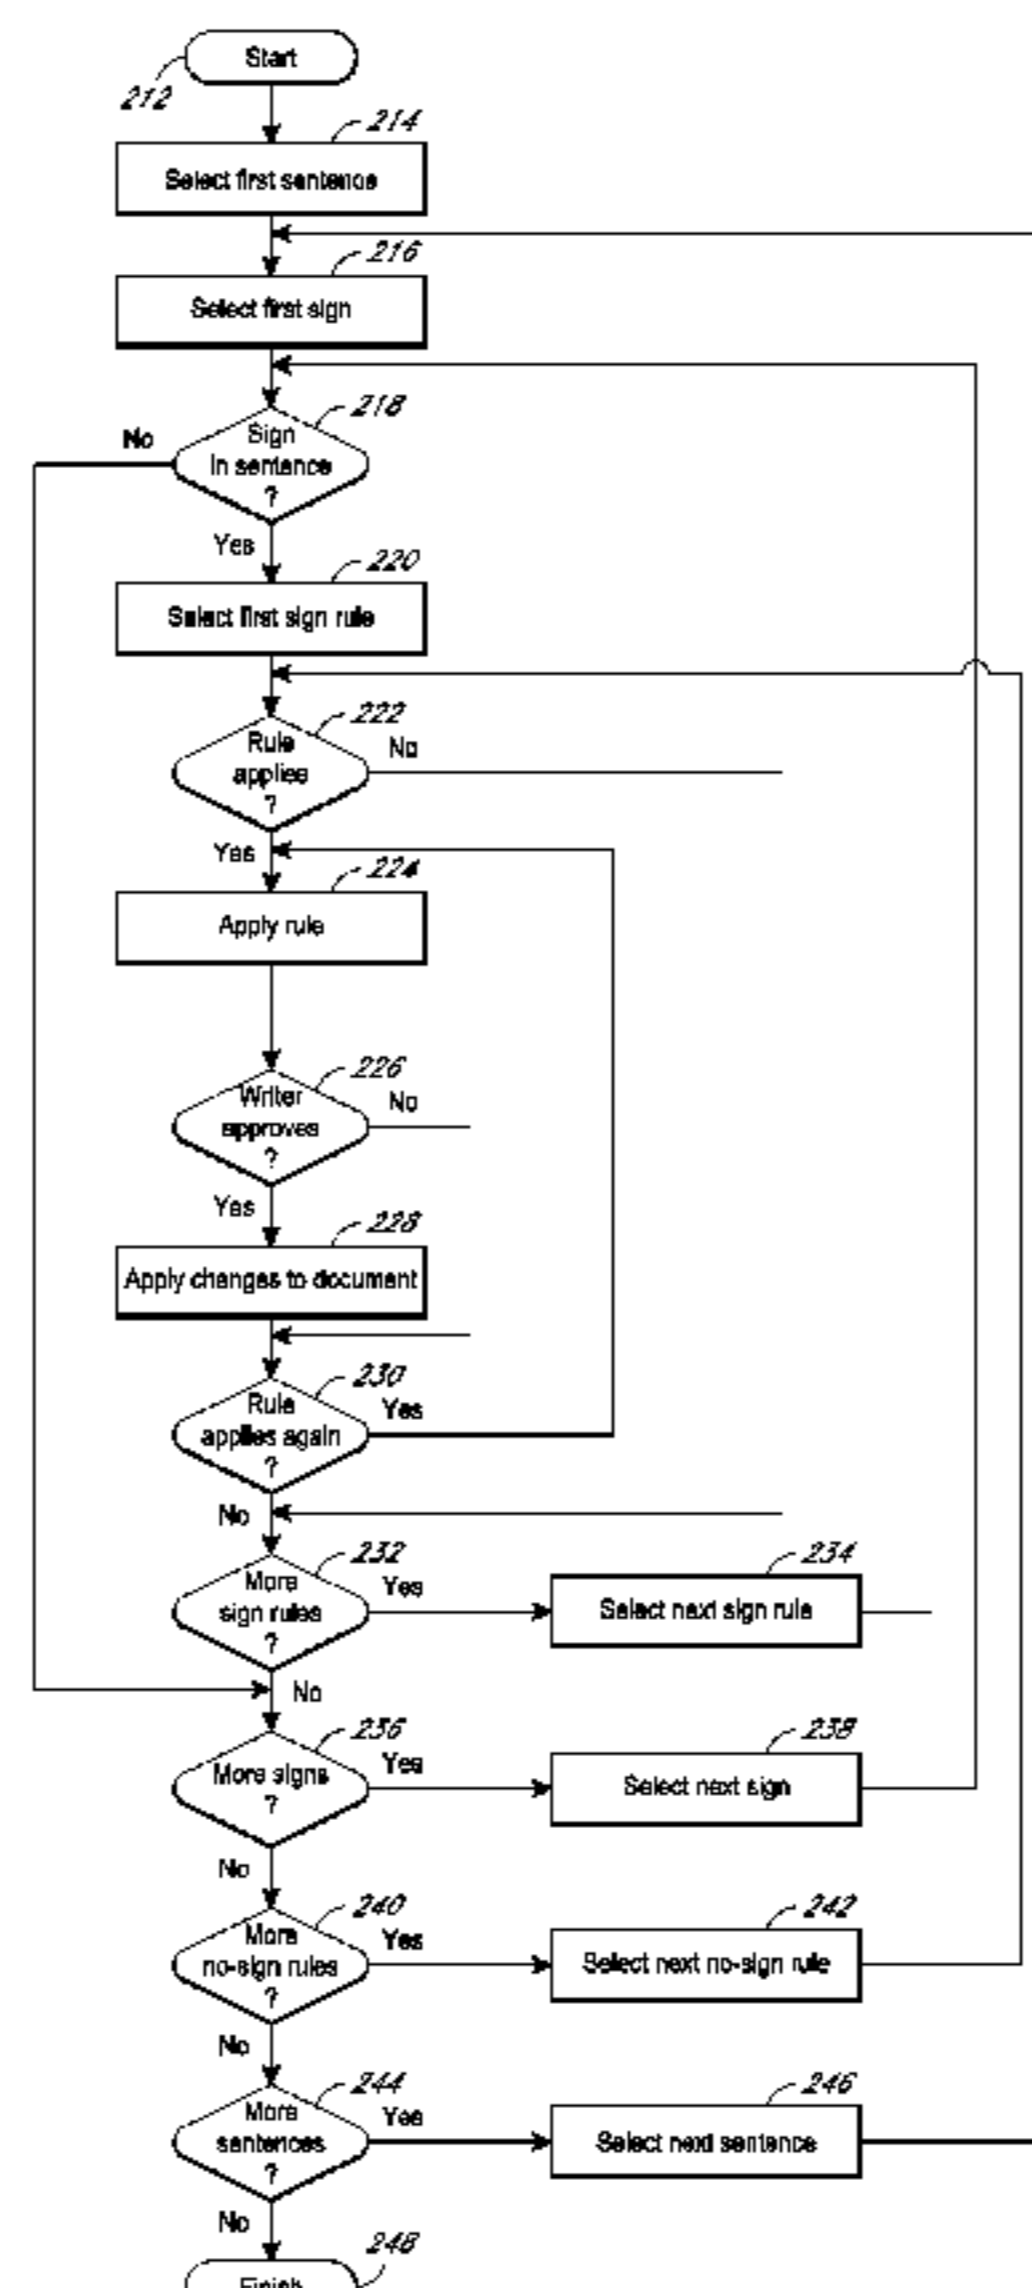 Start
212
214
Select first sentence
216
Select first sign
218
No
Sign
in sentence
?
Yes
220
Select first sign rule
222
Rule
applies
?
No
Yes
224
Apply rule
226
Writer
approves
?
No
Yes
228
Apply changes to document
230
Rule
applies again
?
Yes
No
232
More
sign rules
?
Yes
234
Select next sign rule
No
236
More signs
?
Yes
238
Select next sign
No
240
More
no-sign rules
?
Yes
242
Select next no-sign rule
No
244
More
sentences
?
Yes
246
Select next sentence
No
248
Finish